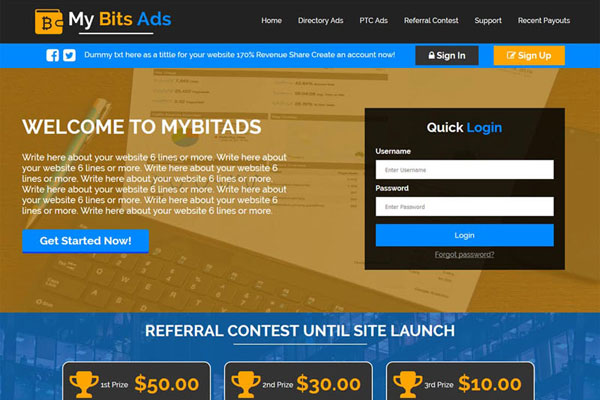 My Bits Ads
Home Directory Ads PTC Ads Referral Contest Support Recent Payouts
Dummy txt here as a tittle for your website 170% Revenue Share Create an account now!
Sign In
Sign Up
WELCOME TO MYBITADS
Write here about your website 6 lines or more. Write here about
your website 6 lines or more. Write here about your website 6
lines or more. Write here about your website 6 lines or more.
Write here about your website 6 lines or more. Write here about
your website 6 lines or more. Write here about your website 6
lines or more. Write here about your website 6 lines or more.
Get Started Now!
Quick Login
Username
Enter Username
Password
Enter Password
Login
Forgot password?
REFERRAL CONTEST UNTIL SITE LAUNCH
1st Prize $50.00
2nd Prize $30.00
3rd Prize $10.00